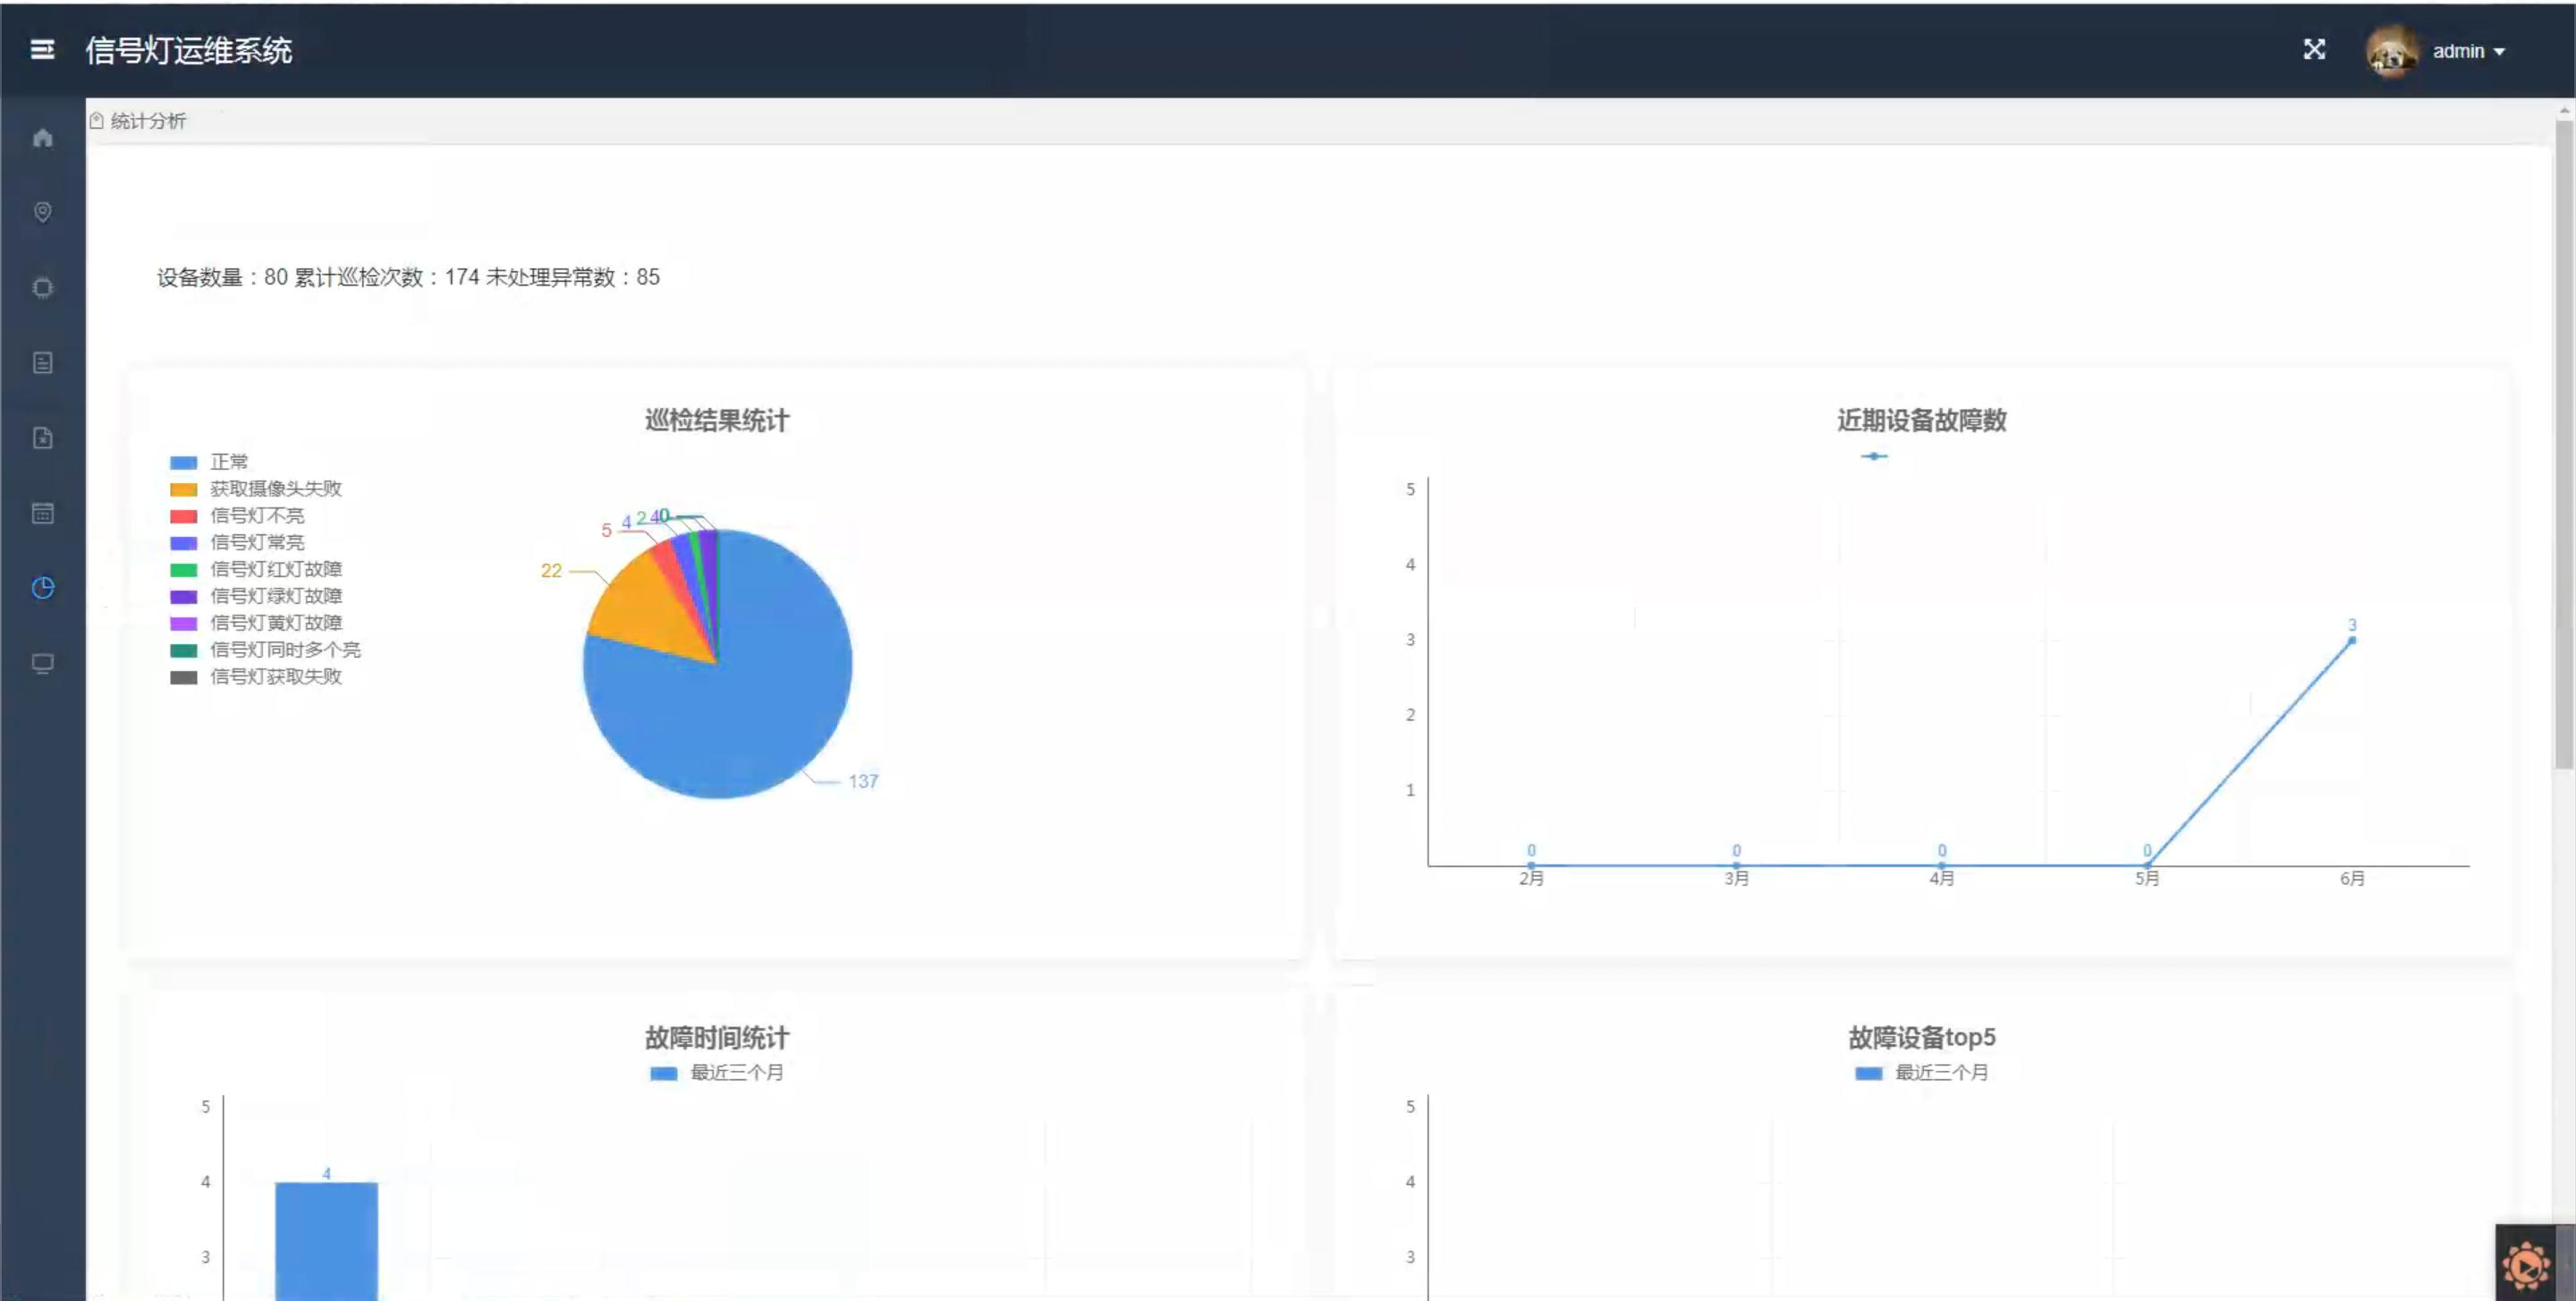 信号灯运维系统
admin
统计分析
设备数量：80 累计巡检次数：174 未处理异常数：85
巡检结果统计
正常
获取摄像头失败
信号灯不亮
信号灯常亮
信号灯红灯故障
信号灯绿灯故障
信号灯黄灯故障
信号灯同时多个亮
信号灯获取失败
5
4
2
4
22
137
近期设备故障数
5
4
3
2
1
0
0
0
0
3
2月
3月
4月
5月
6月
故障时间统计
最近三个月
5
4
3
4
故障设备top5
最近三个月
5
4
3